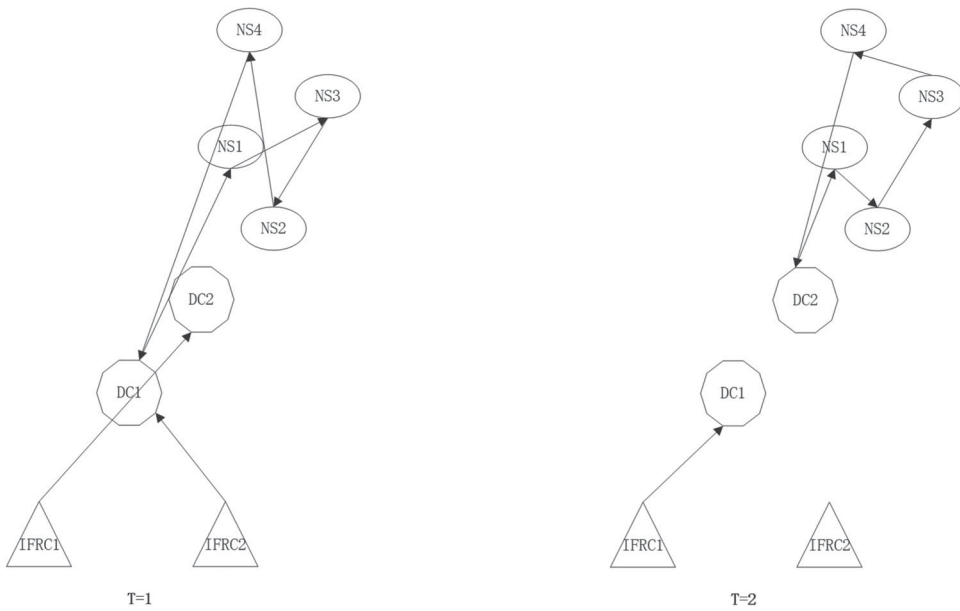 NS4
NS3
NS1
NS2
DC2
DC1
IFRC1
IFRC2
T=1
NS4
NS3
NS1
NS2
DC2
DC1
IFRC1
IFRC2
T=2